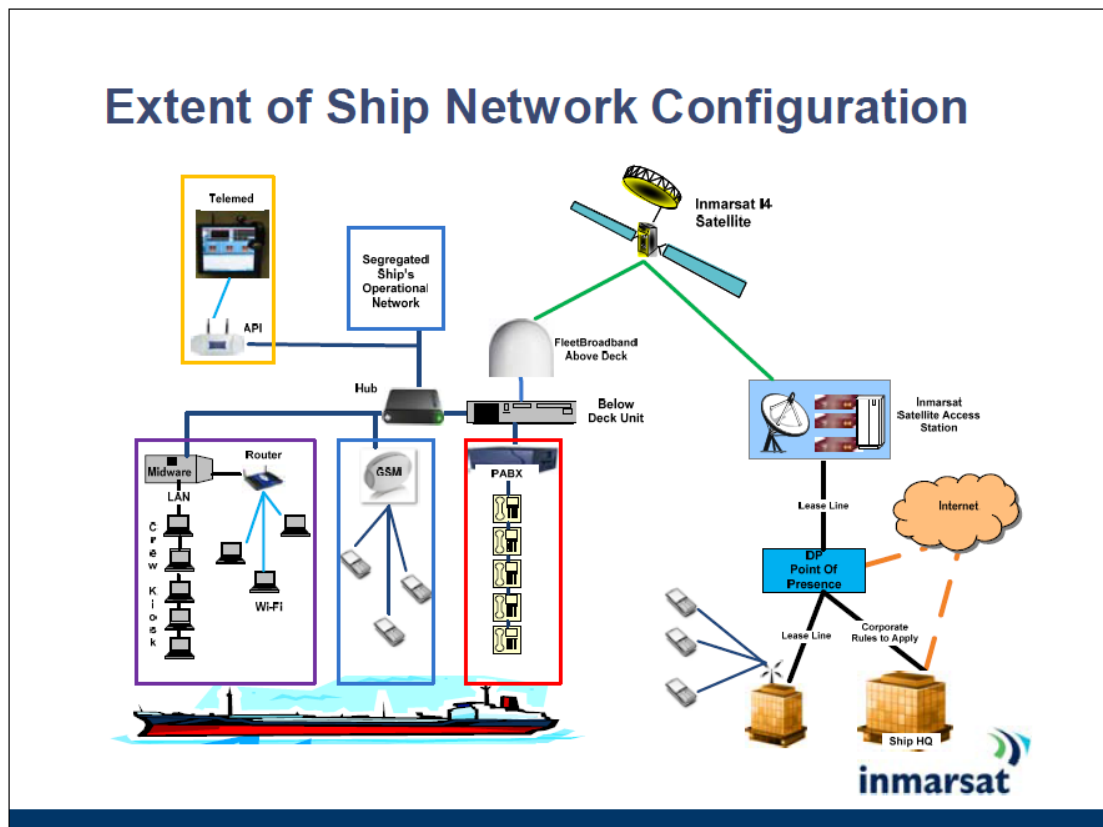 Extent of Ship Network Configuration
Telemed
API
Segregated
Ship's
Operational
Network
Inmarsat I4
Satellite
FleetBroadband
Above Deck
Hub
Below
Deck Unit
Inmarsat
Satellite Access
Station
Midware
Router
LAN
Crew Kiosk
Wi-Fi
GSM
PABX
Lease Line
Internet
DP
Point Of
Presence
Lease Line
Corporate
Rules to Apply
Ship HQ
inmarsat